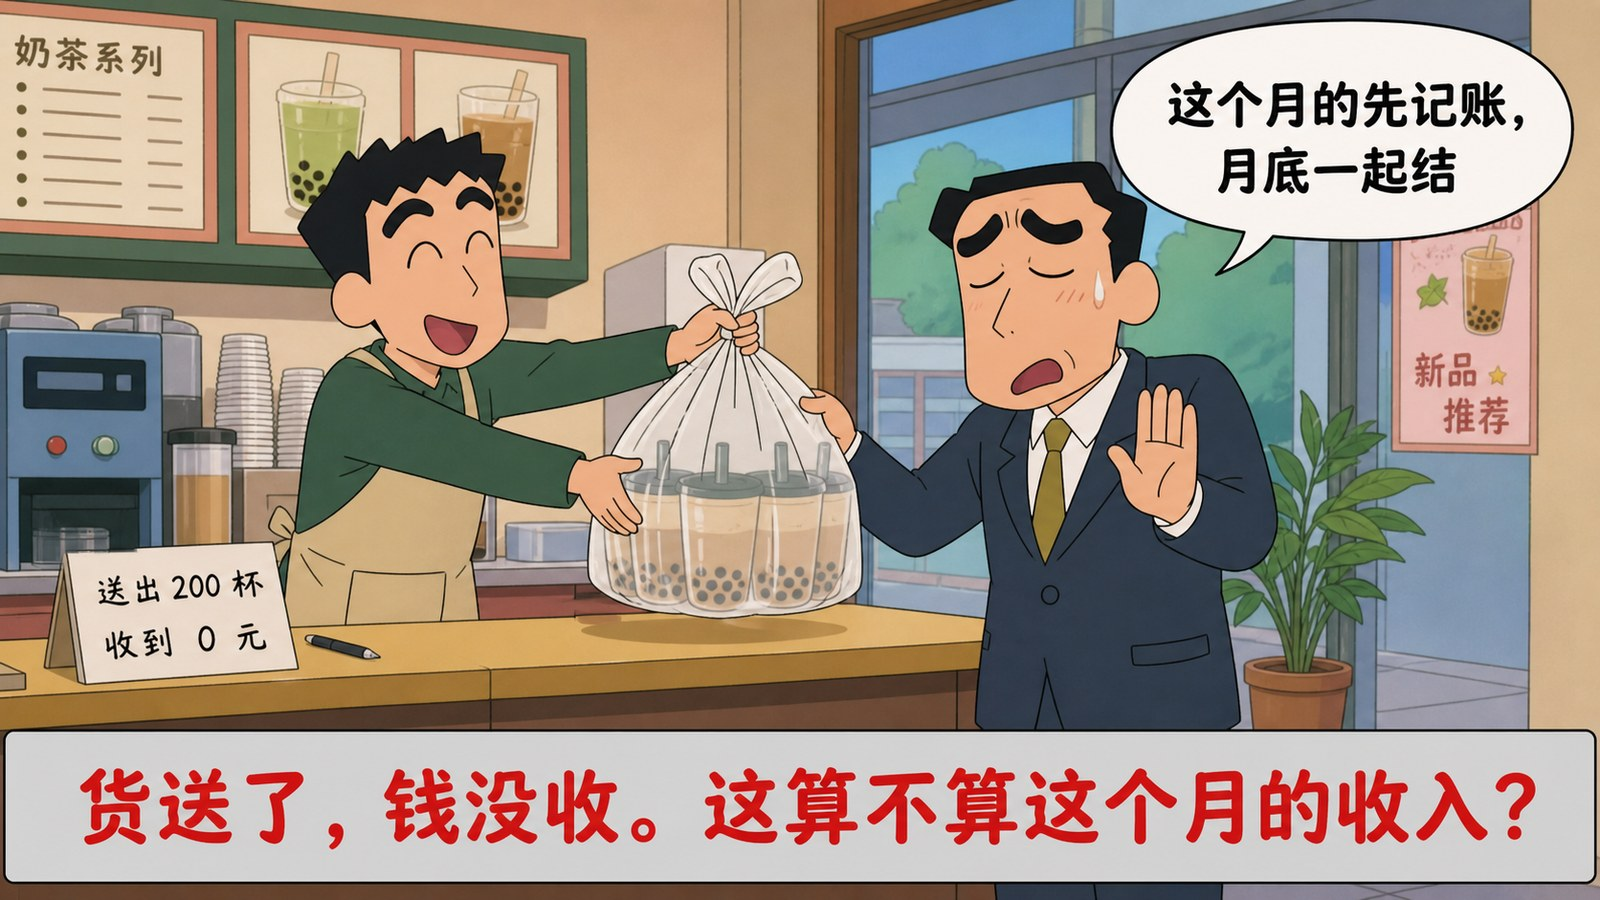 奶茶系列
这个月的先记账，
月底一起结
新品
推荐
送出 200 杯
收到 0 元
货送了，钱没收。这算不算这个月的收入？